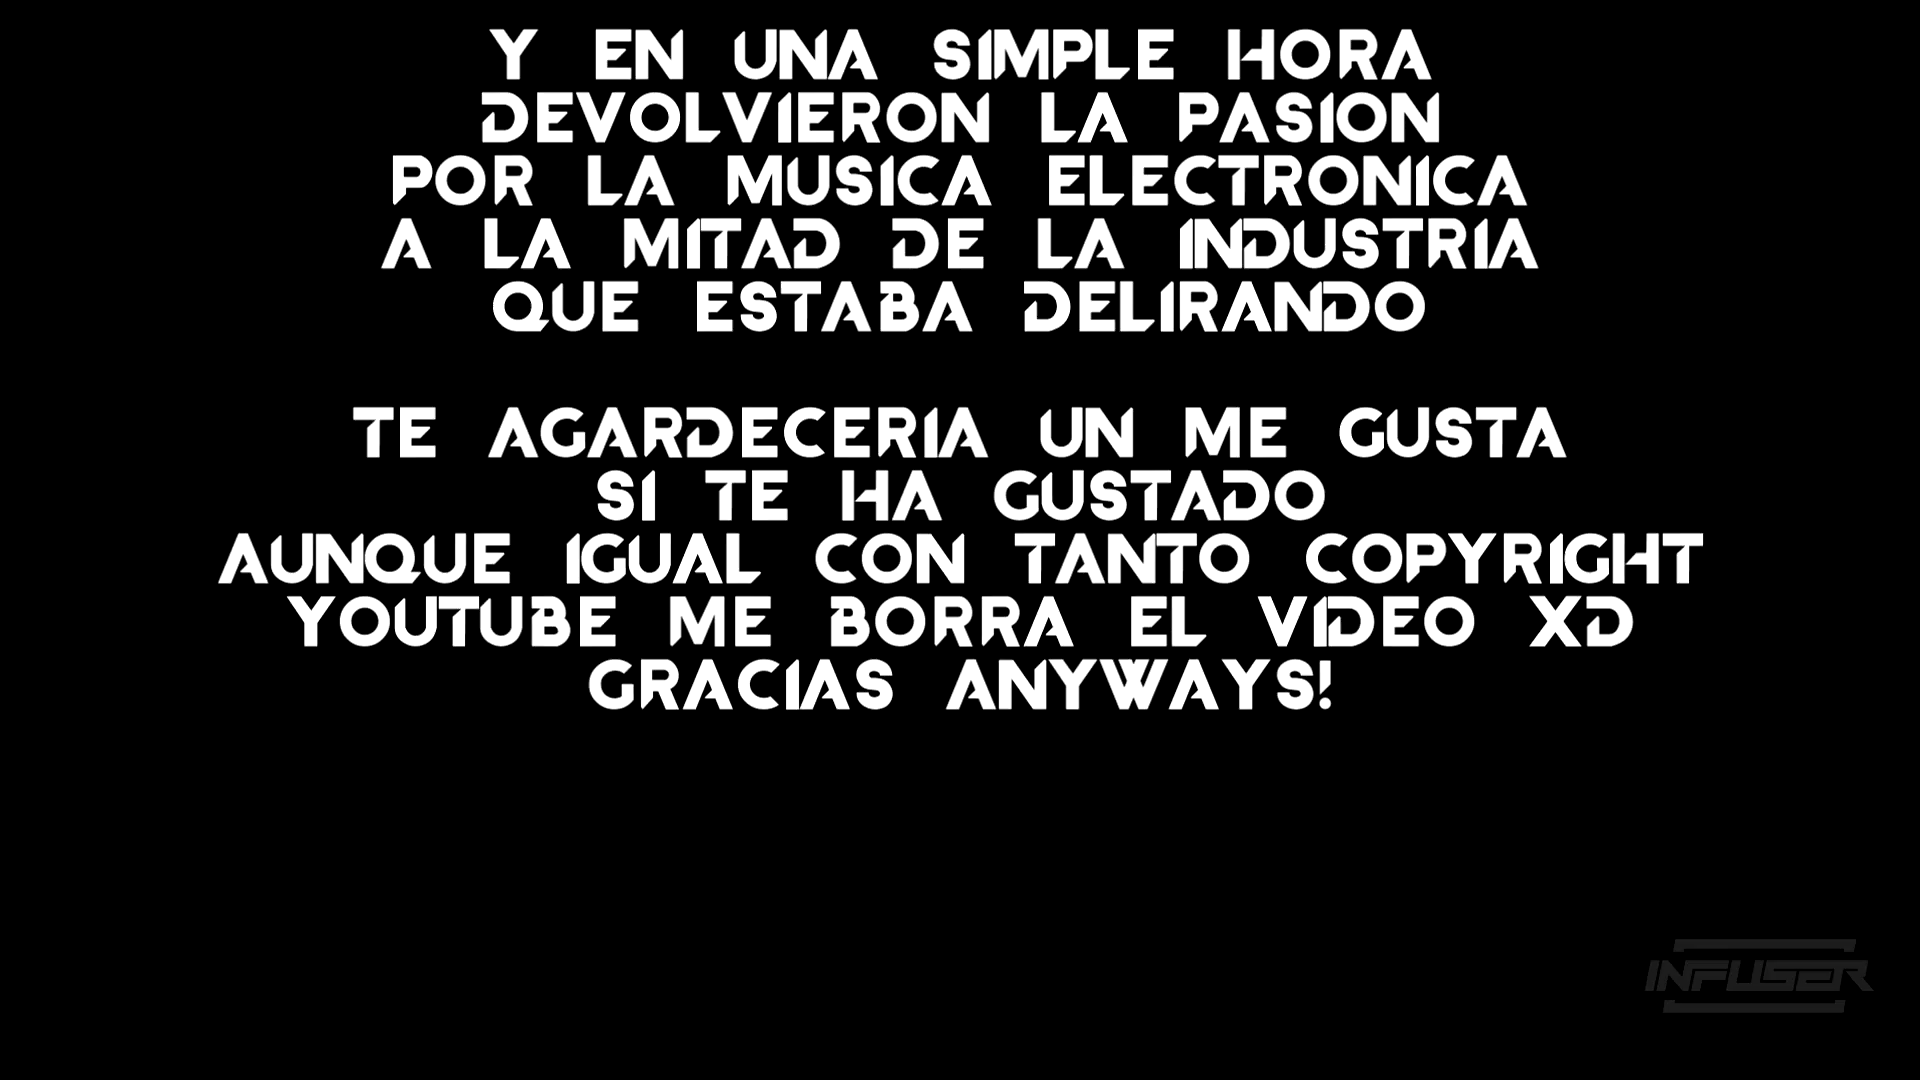 Y EN UNA SIMPLE HORA
DEVOLVIERON LA PASION
POR LA MUSICA ELECTRONICA
A LA MITAD DE LA INDUSTRIA
QUE ESTABA DELIRANDO
TE AGARDECERIA UN ME GUSTA
SI TE HA GUSTADO
AUNQUE IGUAL CON TANTO COPYRIGHT
YOUTUBE ME BORRA EL VIDEO XD
GRACIAS ANYWAYS!
INFUSER